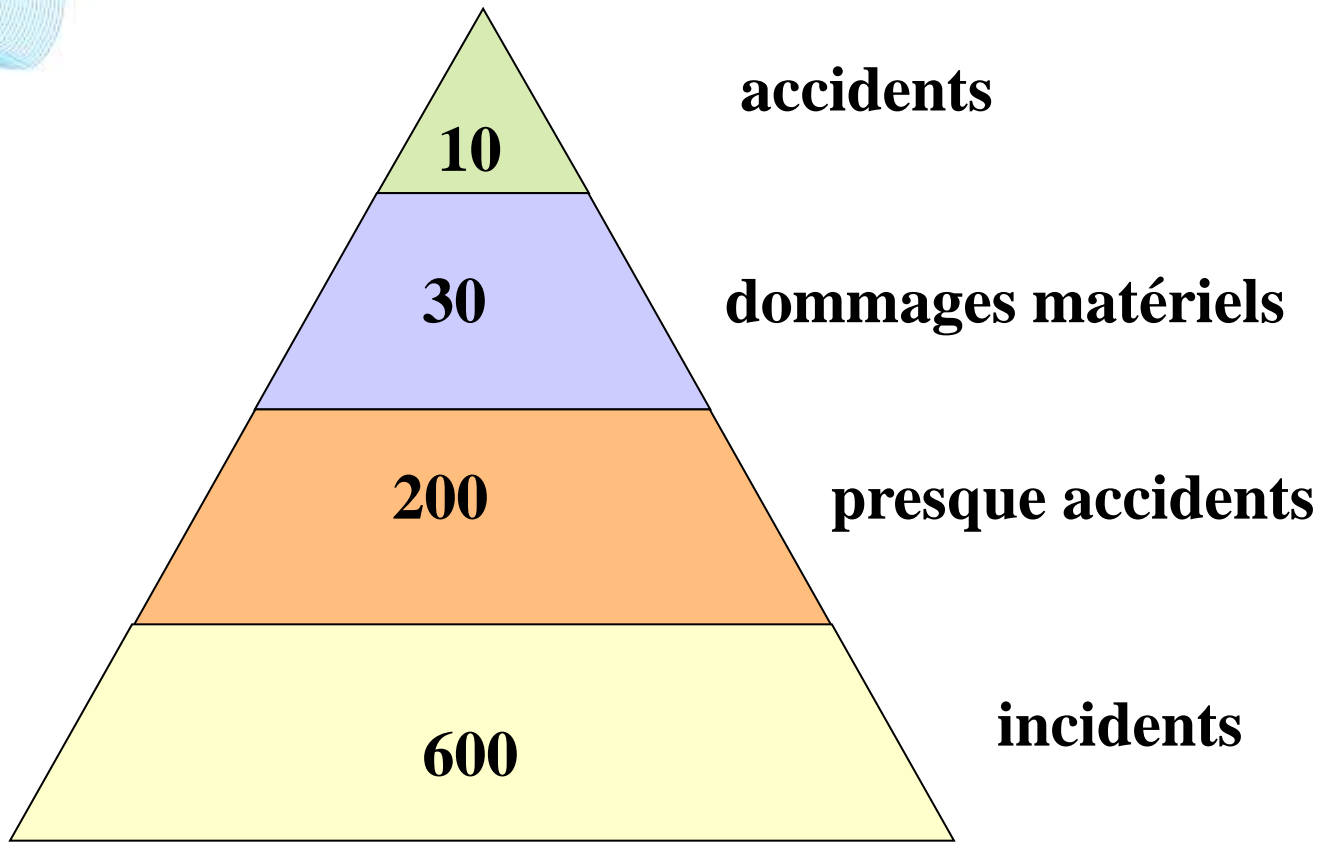 accidents
10
30
dommages matériels
200
presque accidents
600
incidents